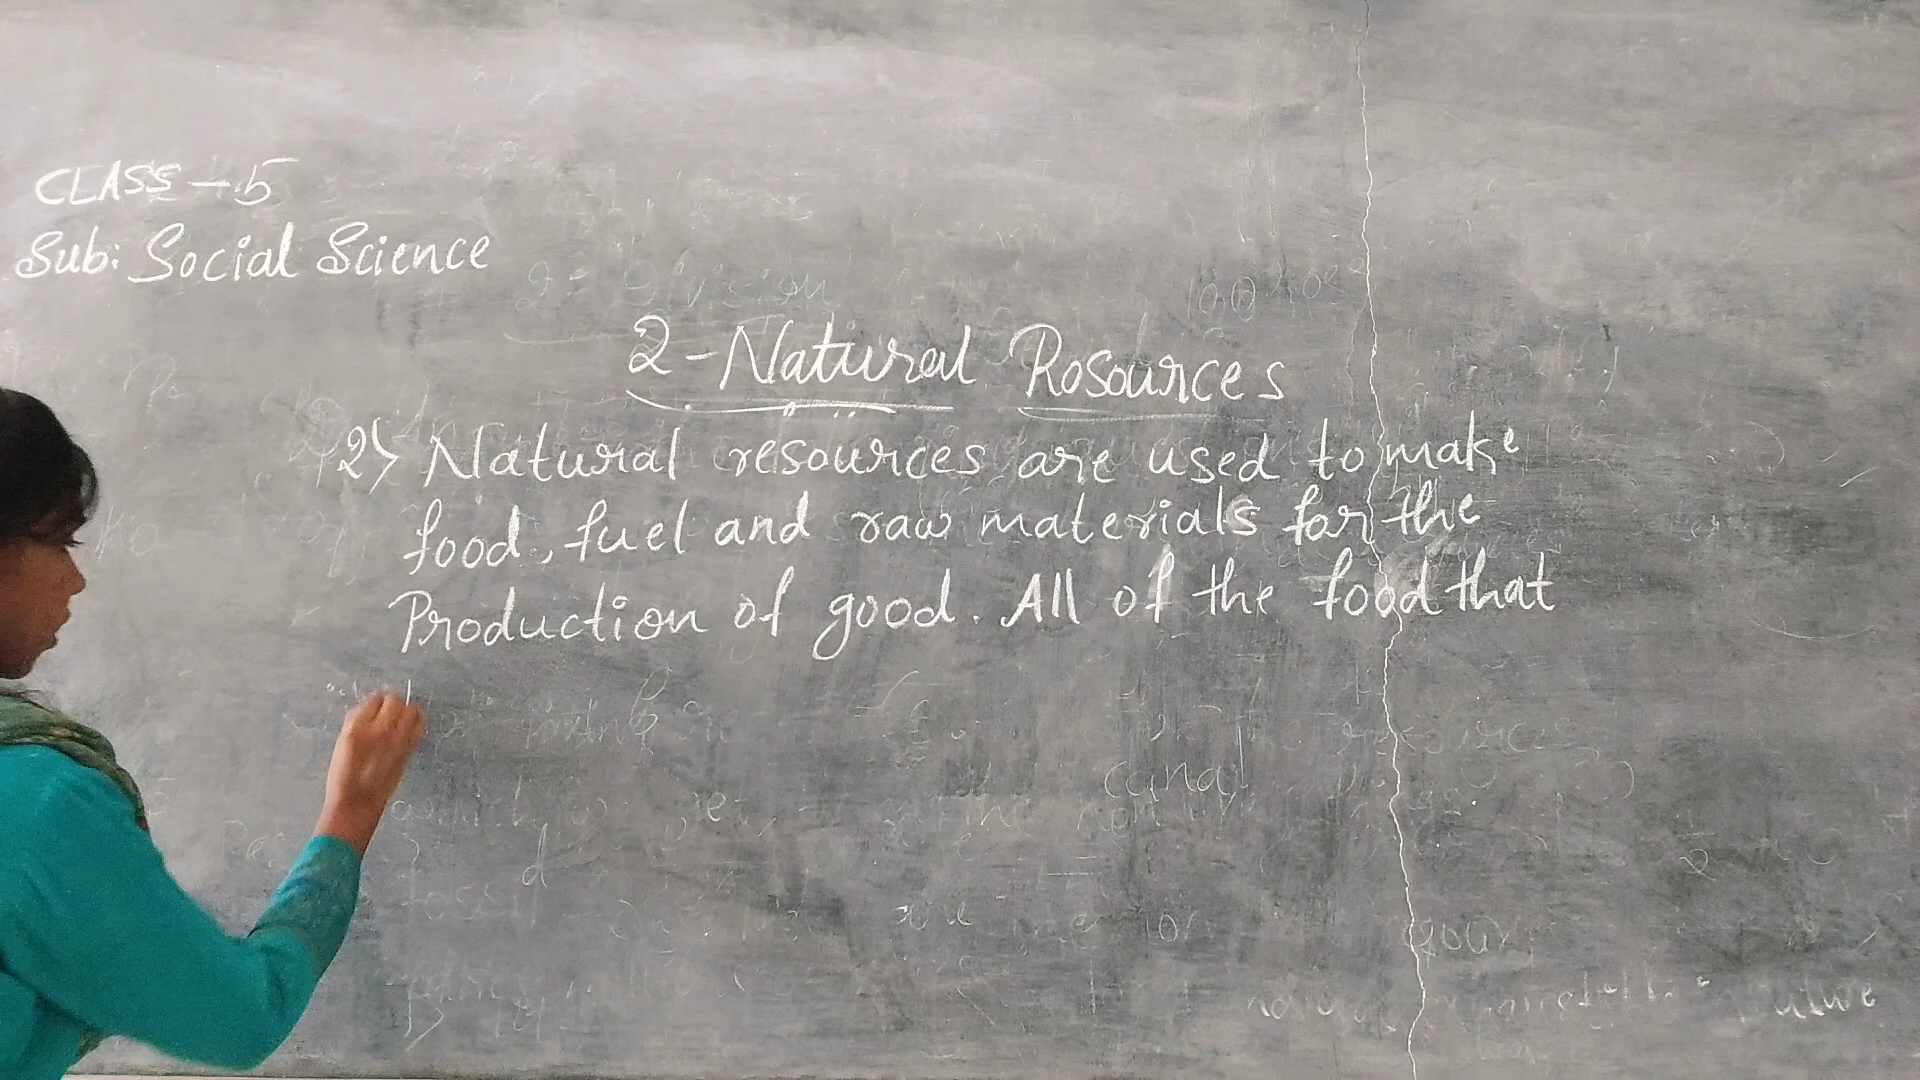 CLASS - 5
Sub: Social Science
2-Natural Rosources
2) Natural resources are used to make
food, fuel and raw materials for the
Production of good. All of the food that